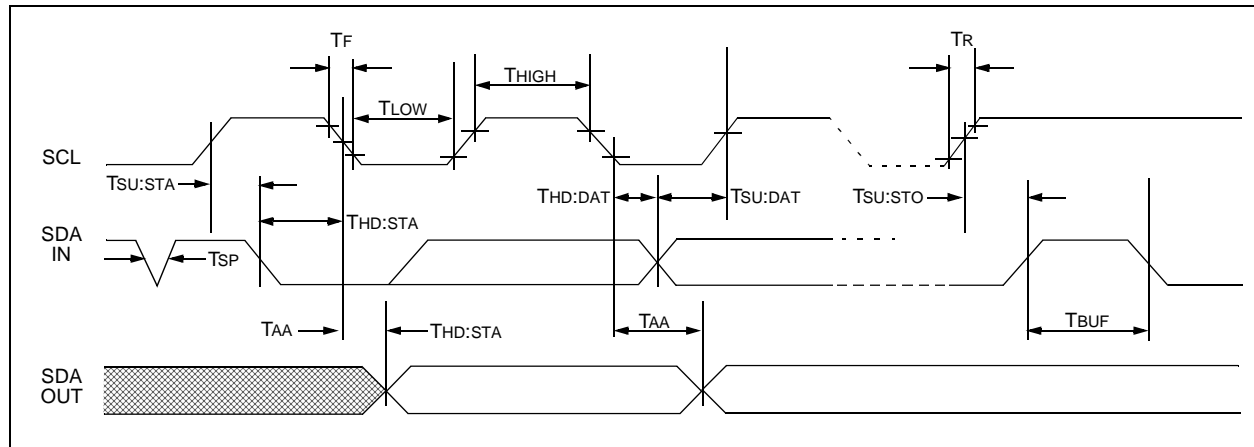 TF
TR
THIGH
TLOW
SCL
TSU:STA
THD:DAT
TSU:DAT
TSU:STO
THD:STA
SDA
IN
TSP
TAA
THD:STA
TAA
TBUF
SDA
OUT